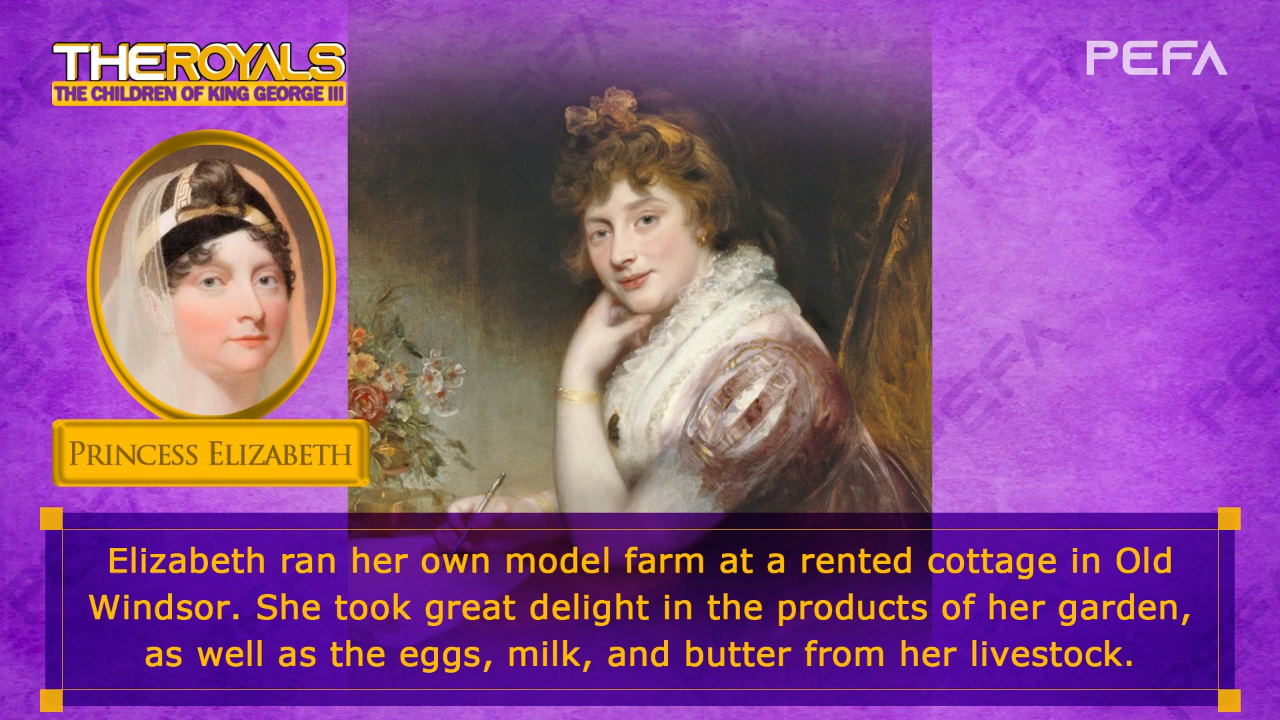 THE ROYALS
THE CHILDREN OF KING GEORGE III
PEFA
PRINCESS ELIZABETH
Elizabeth ran her own model farm at a rented cottage in Old
Windsor. She took great delight in the products of her garden,
as well as the eggs, milk, and butter from her livestock.